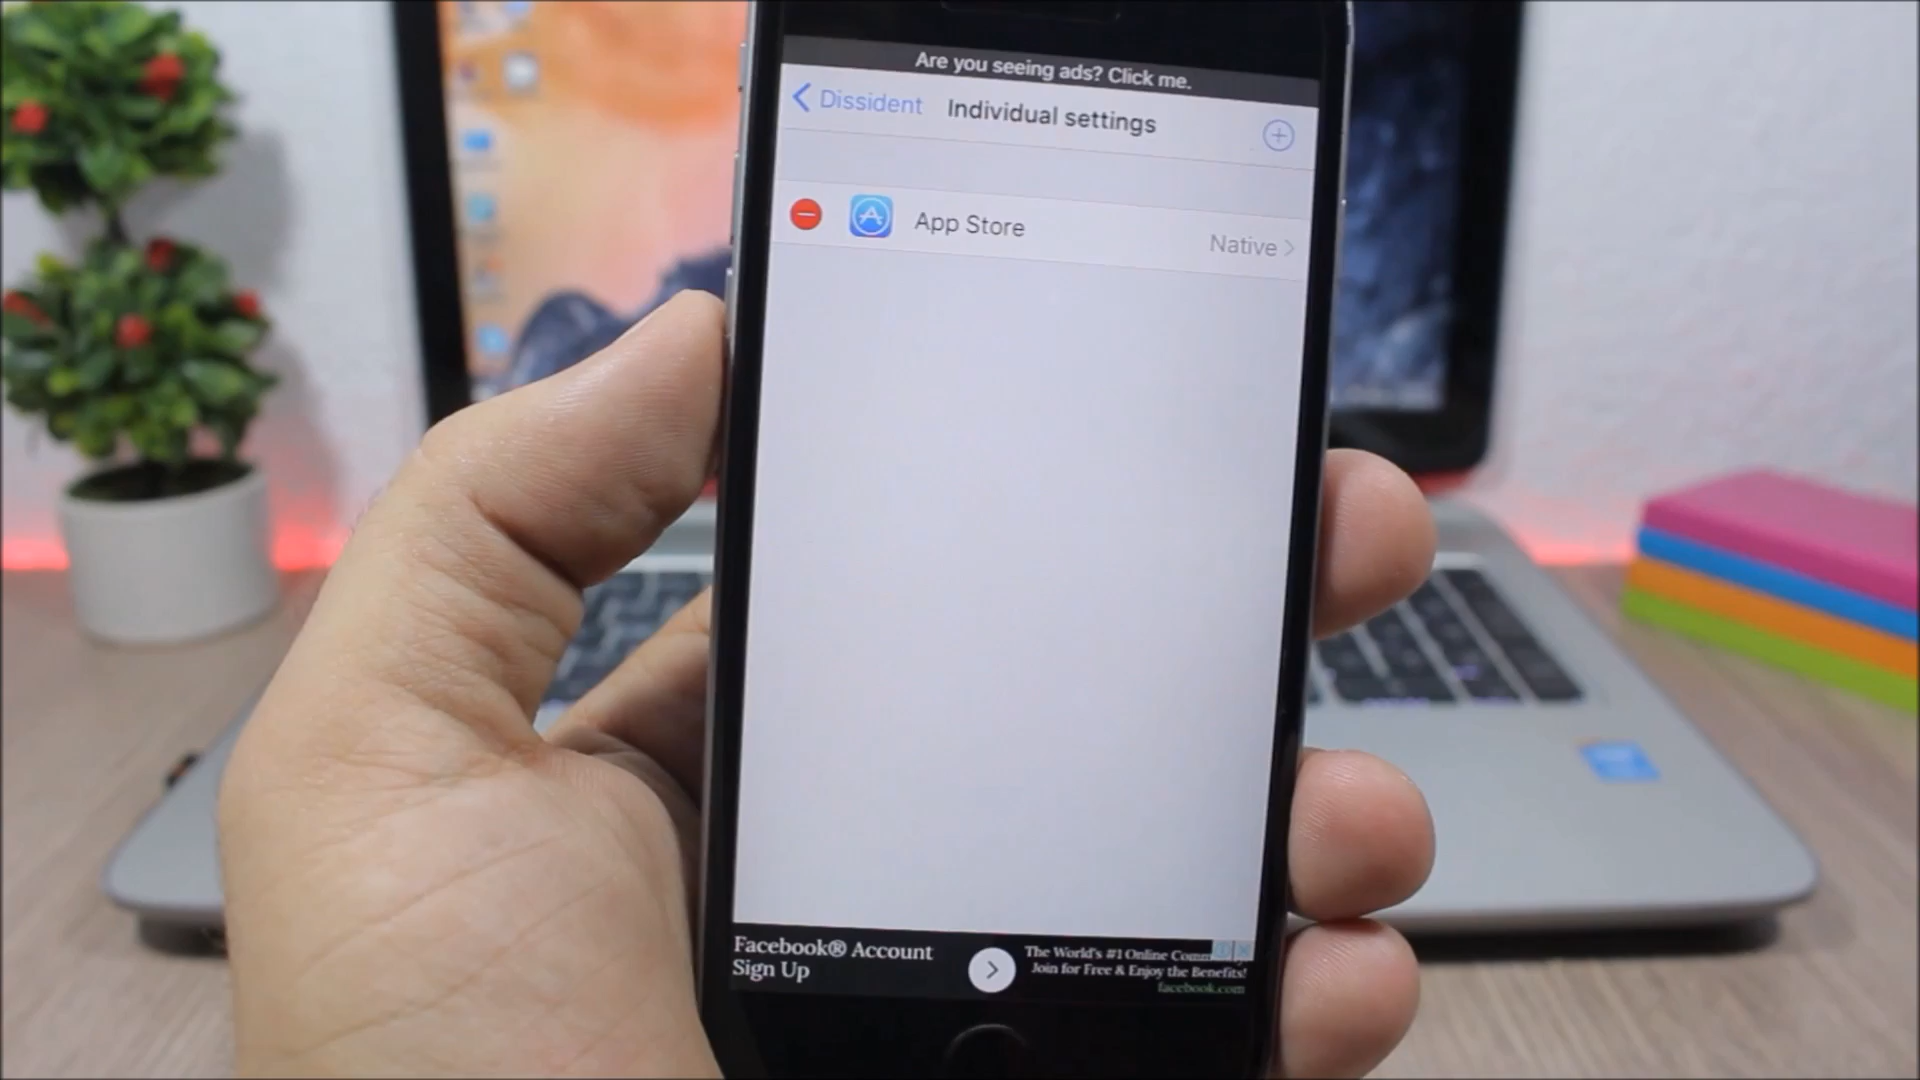 Are you seeing ads? Click me.
Dissident
Individual settings
App Store
Native
Facebook® Account
Sign Up
The World's #1 Online
Join for Free & Enjoy the Benefits!
facebook.com